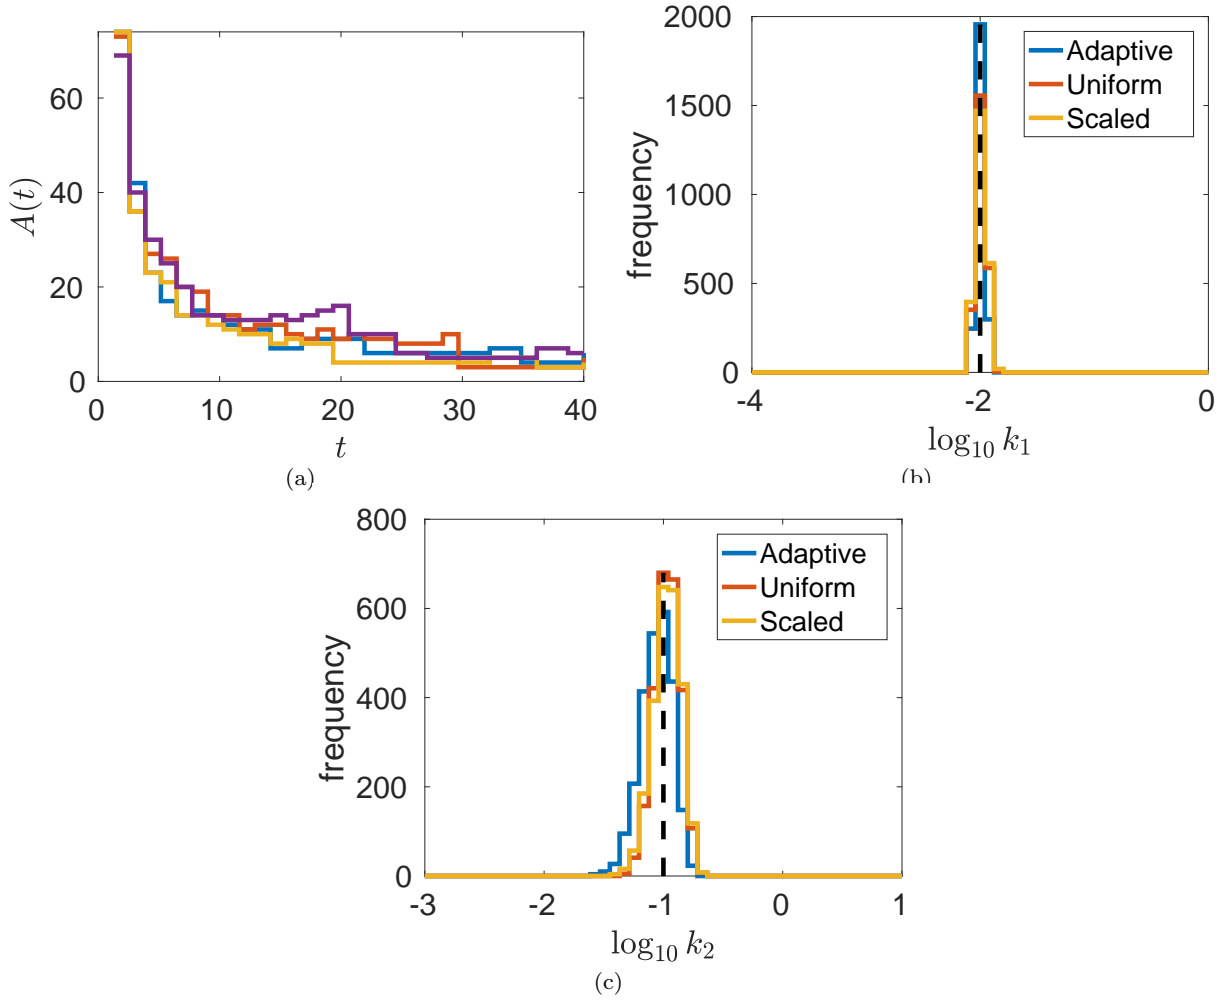 A(t)
60
40
20
0
0 10 20 30 40
t
(a)
2000
1500
1000
500
0
frequency
Adaptive
Uniform
Scaled
-4 -2 0
log₁₀ k₁
(b)
800
600
400
200
0
frequency
Adaptive
Uniform
Scaled
-3 -2 -1 0 1
log₁₀ k₂
(c)